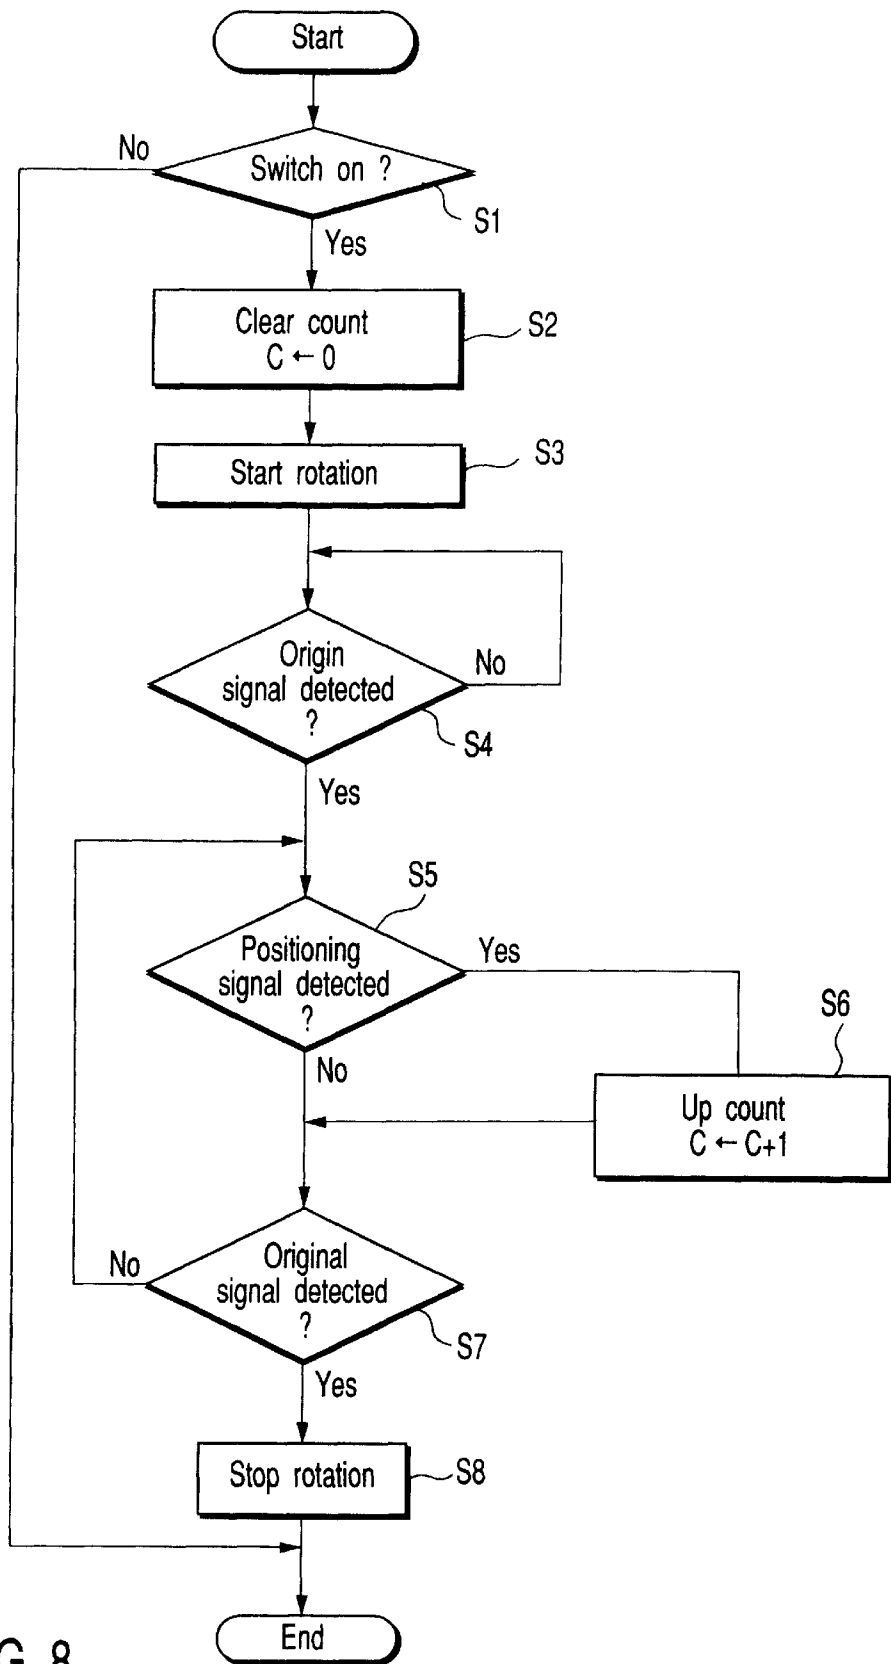 Start
No
Switch on ?
S1
Yes
Clear count
C ← 0
S2
Start rotation
S3
Origin
signal detected
?
No
S4
Yes
S5
Positioning
signal detected
?
Yes
S6
No
Up count
C ← C+1
Original
signal detected
?
No
S7
Yes
Stop rotation
S8
End
G. 8